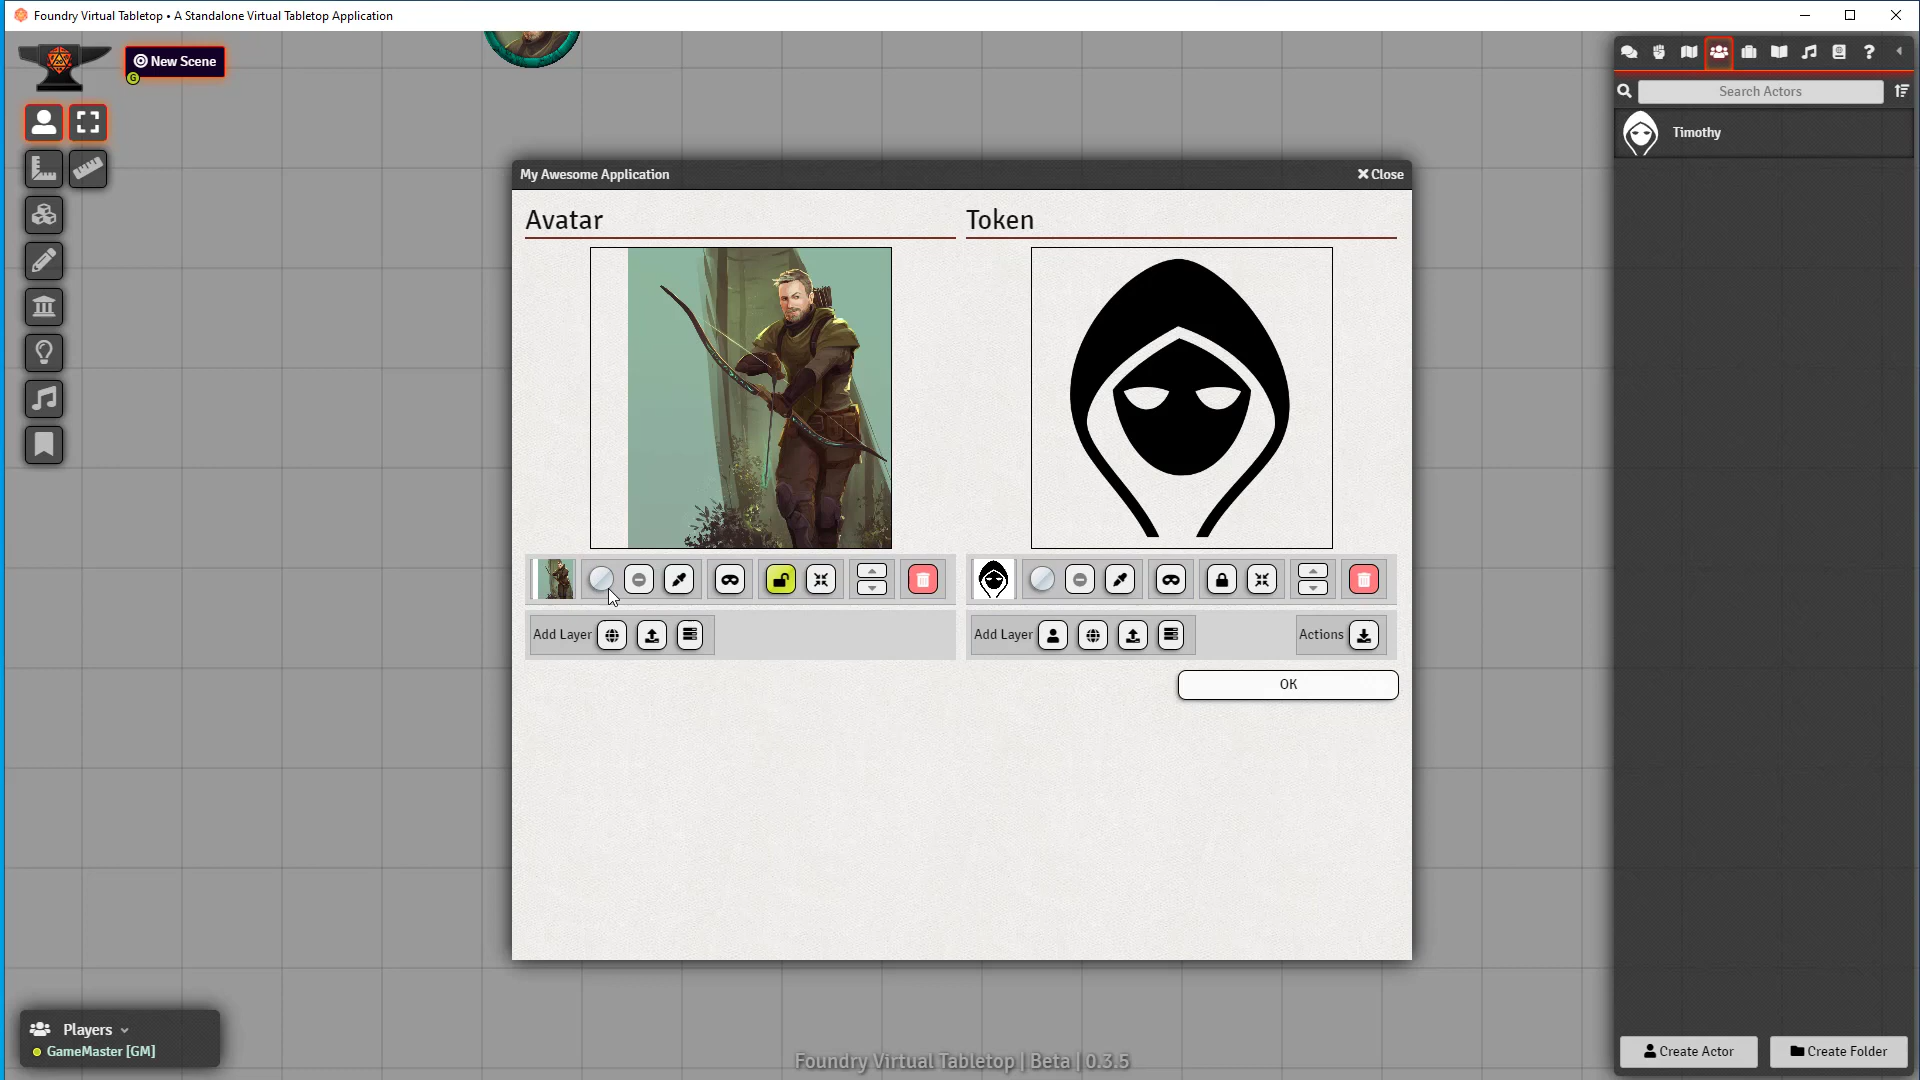 Foundry Virtual Tabletop • A Standalone Virtual Tabletop Application
New Scene
G
Search Actors
Timothy
My Awesome Application
Close
Avatar
Token
Add Layer
Add Layer
Actions
OK
Players
GameMaster [GM]
Foundry Virtual Tabletop | Beta | 0.3.5
Create Actor
Create Folder